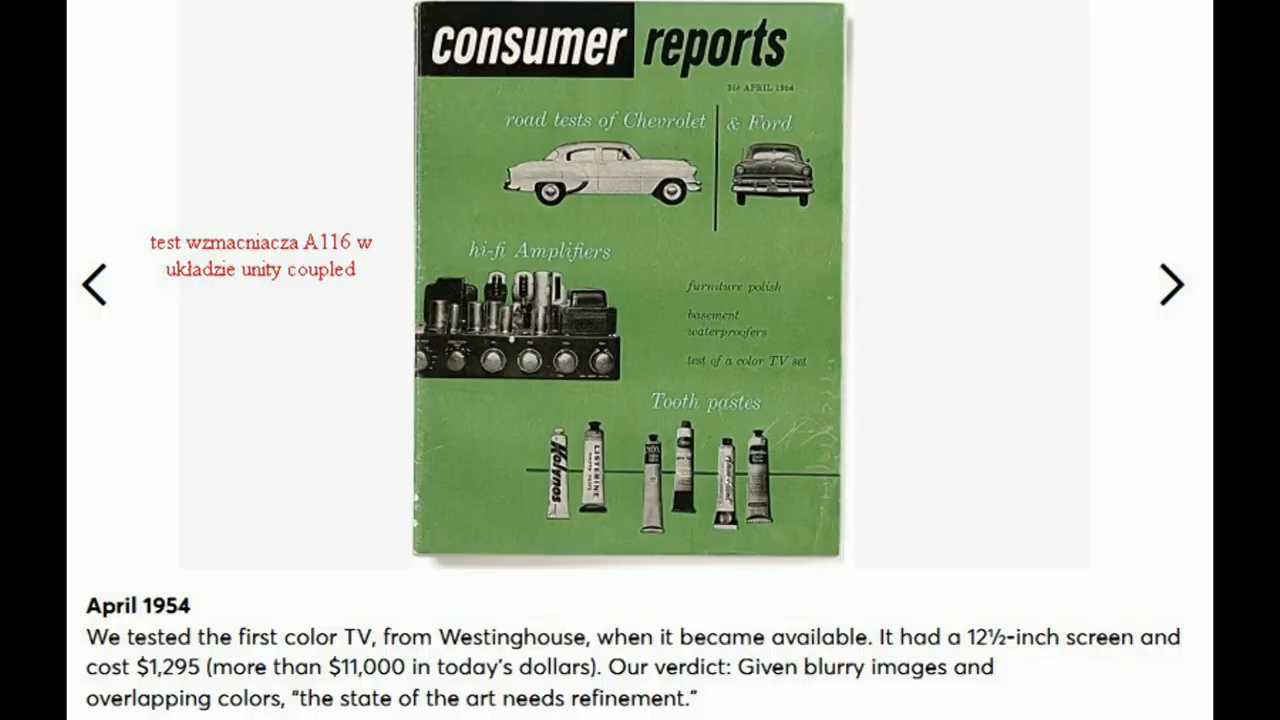 consumer reports
35¢ APRIL 1954
road tests of Chevrolet & Ford
test wzmacniacza A116 w
układzie unity coupled
hi-fi Amplifiers
furniture polish
basement
waterproofers
test of a color TV set
Tooth pastes
Kolynos
LISTERINE
April 1954
We tested the first color TV, from Westinghouse, when it became available. It had a 12½-inch screen and
cost $1,295 (more than $11,000 in today's dollars). Our verdict: Given blurry images and
overlapping colors, "the state of the art needs refinement."